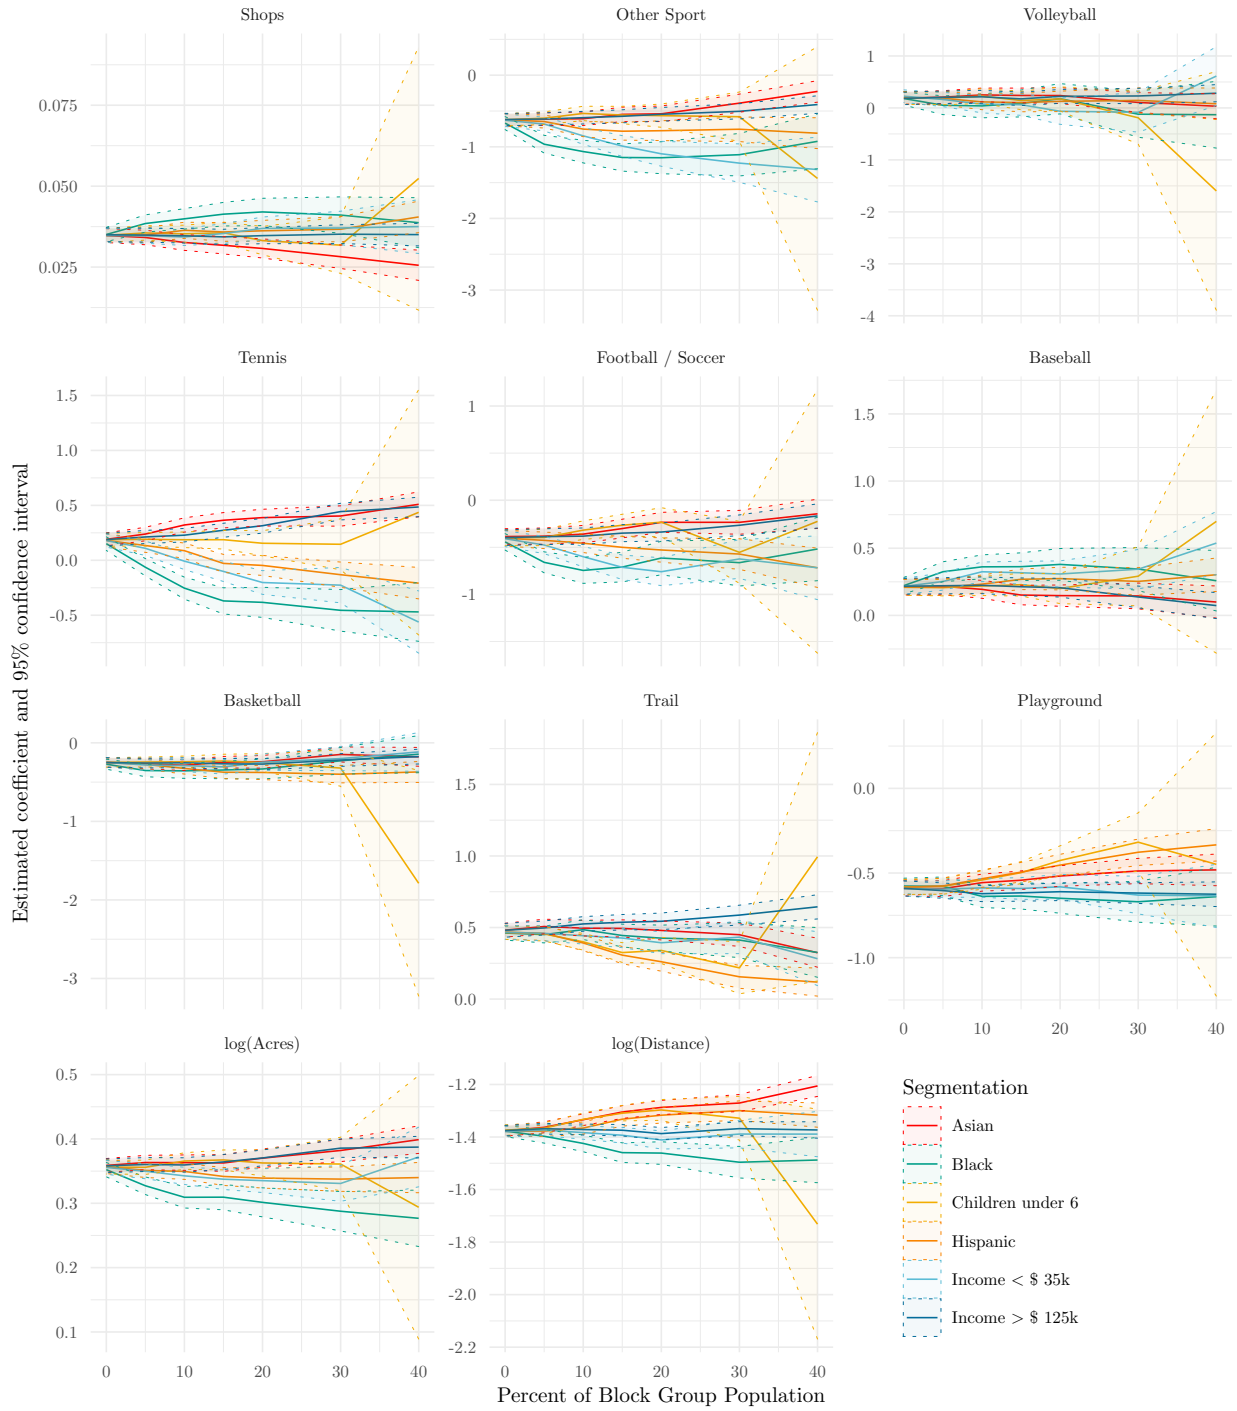 Shops
Other Sport
Volleyball
0.075
0.050
0.025
0
-1
-2
-3
1
0
-1
-2
-3
-4
Tennis
Football / Soccer
Baseball
1.5
1.0
0.5
0.0
-0.5
1
0
-1
1.5
1.0
0.5
0.0
Estimated coefficient and 95% confidence interval
Basketball
Trail
Playground
0
-1
-2
-3
1.5
1.0
0.5
0.0
0.0
-0.5
-1.0
0 10 20 30 40
log(Acres)
log(Distance)
0.5
0.4
0.3
0.2
0.1
0 10 20 30 40
-1.2
-1.4
-1.6
-1.8
-2.0
-2.2
0 10 20 30 40
Percent of Block Group Population
Segmentation
Asian
Black
Children under 6
Hispanic
Income < $ 35k
Income > $ 125k